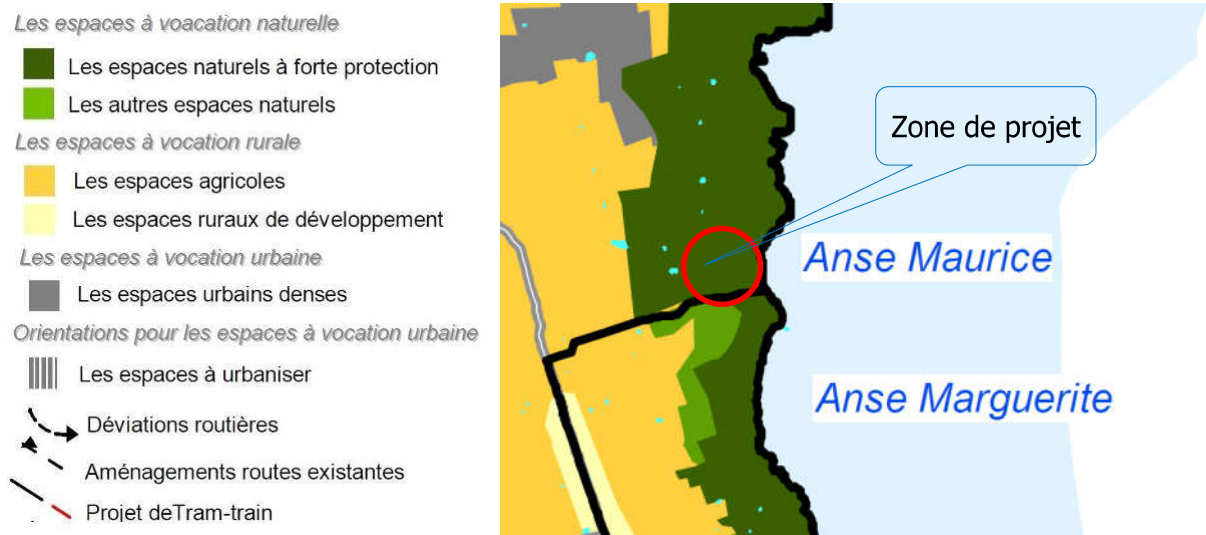 Les espaces à voacation naturelle
Les espaces naturels à forte protection
Les autres espaces naturels
Les espaces à vocation rurale
Les espaces agricoles
Les espaces ruraux de développement
Les espaces à vocation urbaine
Les espaces urbains denses
Orientations pour les espaces à vocation urbaine
Les espaces à urbaniser
Déviations routières
Aménagements routes existantes
Projet deTram-train
Zone de projet
Anse Maurice
Anse Marguerite